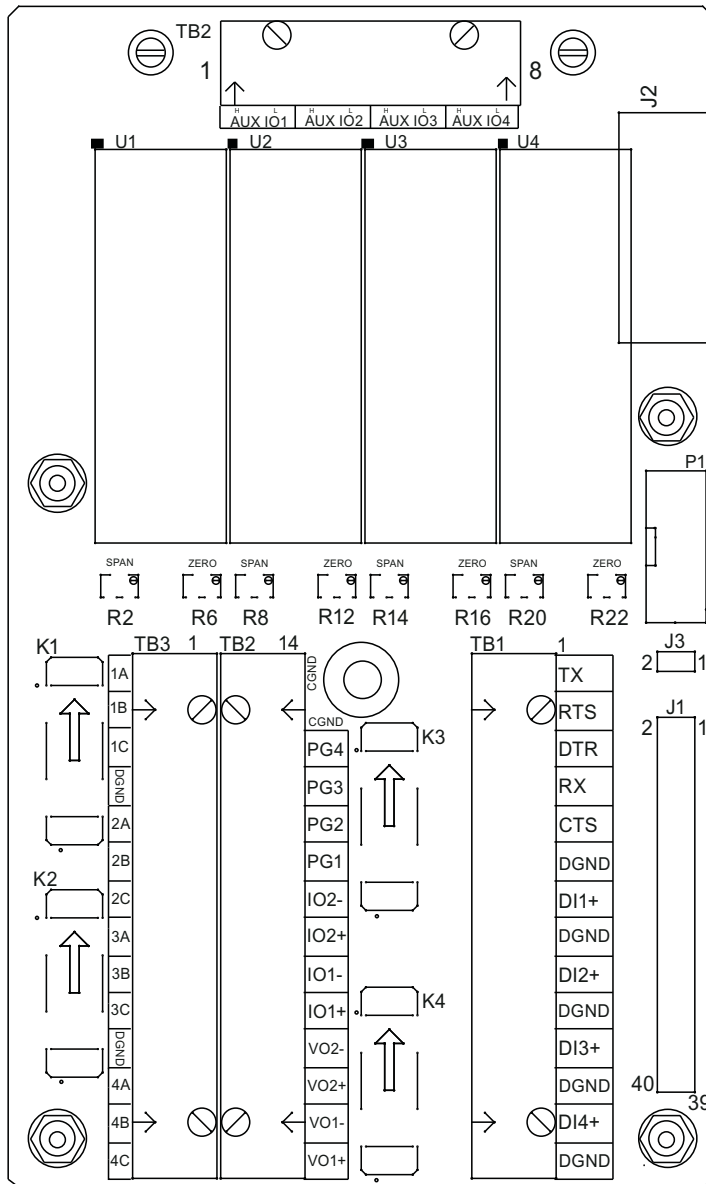 TB2
1 8
J2
H L H L H L H L
AUX IO1 AUX IO2 AUX IO3 AUX IO4
U1 U2 U3 U4
P1
SPAN ZERO SPAN ZERO SPAN ZERO SPAN ZERO
R2 R6 R8 R12 R14 R16 R20 R22
K1 TB3 1 TB2 14 TB1 1 J3
2 1
1A CGND TX
1B CGND RTS
J1
2 1
1C PG4 K3 DTR
DGND PG3 RX
2A PG2 CTS
2B PG1 DGND
K2 2C IO2- DI1+
3A IO2+ DGND
3B IO1- DI2+
3C IO1+ K4 DGND
DGND VO2- DI3+
4A VO2+ DGND 40 39
4B VO1- DI4+
4C VO1+ DGND